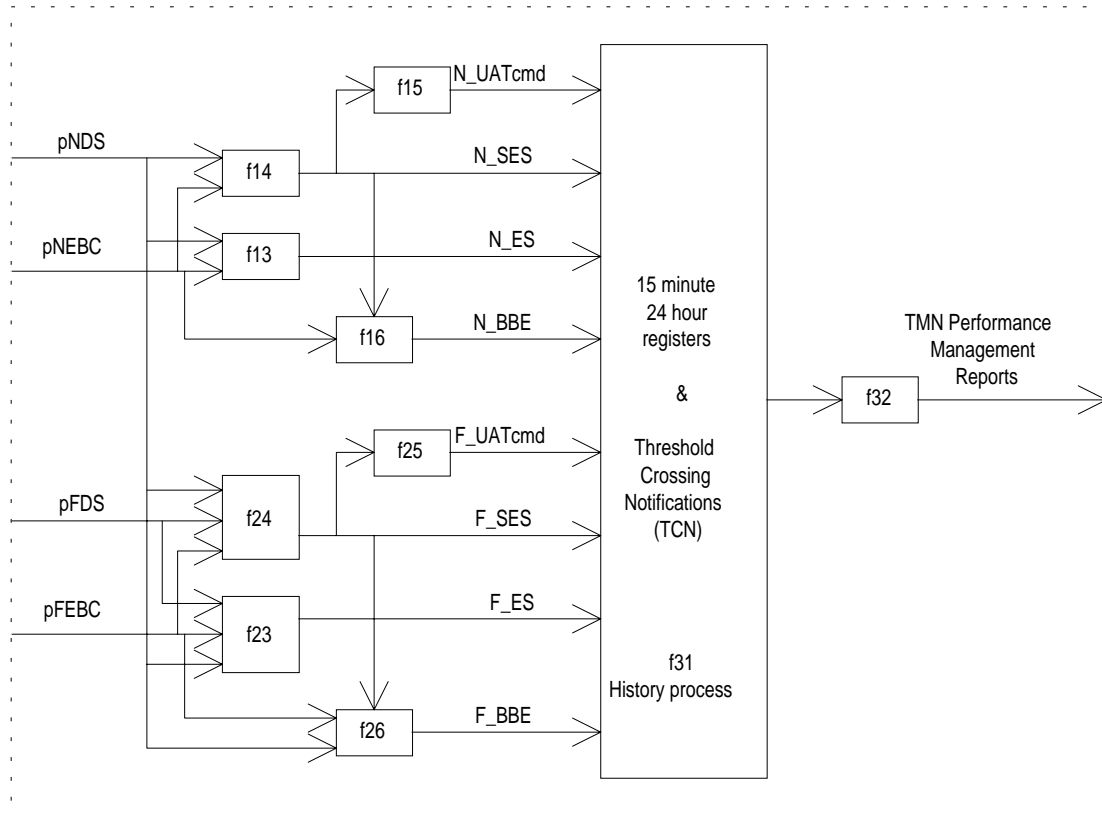 f15
N_UATcmd
pNDS
f14
N_SES
pNEBC
f13
N_ES
f16
N_BBE
15 minute
24 hour
registers
&
Threshold
Crossing
Notifications
(TCN)
f31
History process
f32
TMN Performance
Management
Reports
f25
F_UATcmd
pFDS
f24
F_SES
pFEBC
f23
F_ES
f26
F_BBE